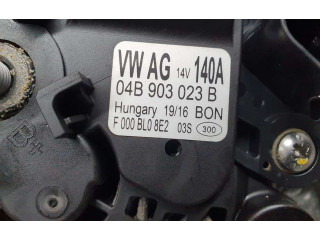 VW AG 14V 140A
04B 903 023 B
Hungary 19/16 BON
F 000 BL0 8E2 03S 300
B+